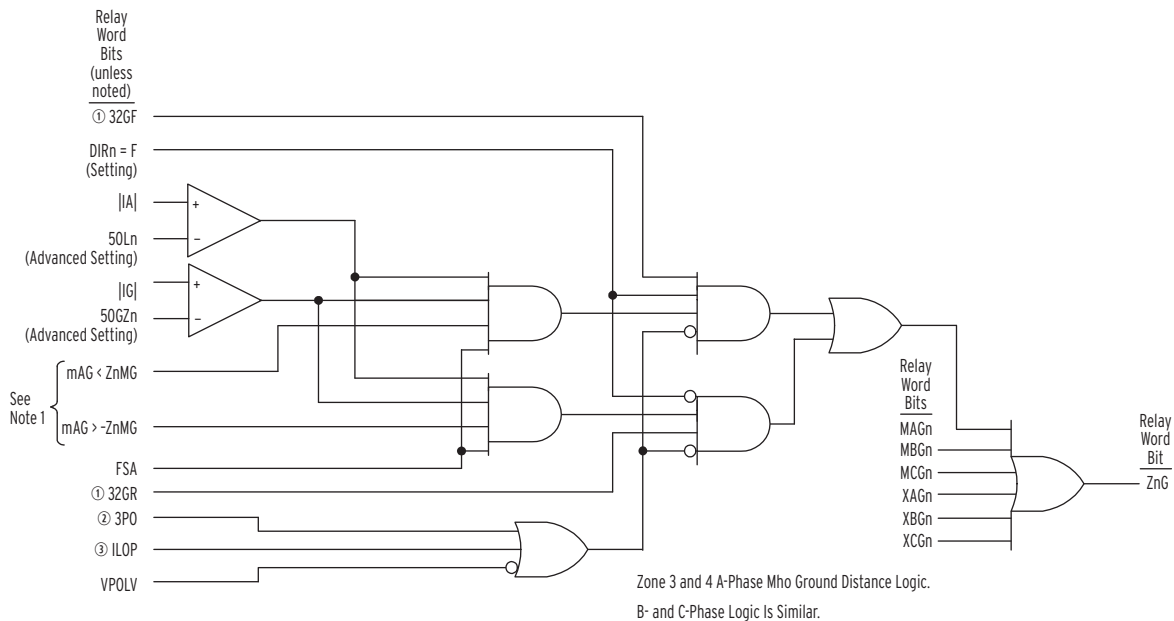 Relay
Word
Bits
(unless
noted)
① 32GF
DIRn = F
(Setting)
|IA|
+
–
50Ln
(Advanced Setting)
|IG|
+
–
50GZn
(Advanced Setting)
See
Note 1
mAG < ZnMG
mAG > -ZnMG
FSA
① 32GR
② 3PO
③ ILOP
VPOLV
Relay
Word
Bits
MAGn
MBGn
MCGn
XAGn
XBGn
XCGn
Relay
Word
Bit
ZnG
Zone 3 and 4 A-Phase Mho Ground Distance Logic.
B- and C-Phase Logic Is Similar.